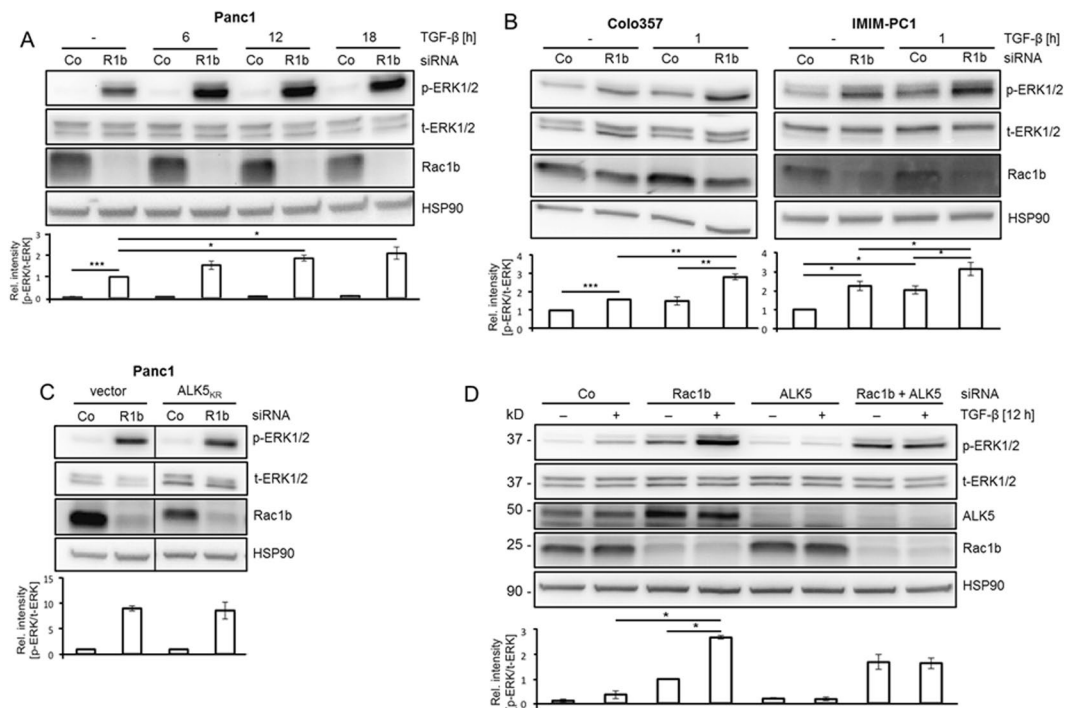 Panc1
A
- 6 12 18 TGF-β [h]
Co R1b Co R1b Co R1b Co R1b siRNA
p-ERK1/2
t-ERK1/2
Rac1b
HSP90
Rel. intensity
[p-ERK/t-ERK]
3
2
1
0
*
*
***
B
Colo357 IMIM-PC1
- 1 - 1 TGF-β [h]
Co R1b Co R1b Co R1b Co R1b siRNA
p-ERK1/2
t-ERK1/2
Rac1b
HSP90
Rel. intensity
[p-ERK/t-ERK]
4
3
2
1
0
**
**
***
4
3
2
1
0
*
*
*
*
Panc1
C
vector ALK5KR
Co R1b Co R1b siRNA
p-ERK1/2
t-ERK1/2
Rac1b
HSP90
Rel. intensity
[p-ERK/t-ERK]
15
10
5
0
D
Co Rac1b ALK5 Rac1b + ALK5 siRNA
kD – + – + – + – + TGF-β [12 h]
37 - p-ERK1/2
37 - t-ERK1/2
50 - ALK5
25 - Rac1b
90 - HSP90
Rel. intensity
[p-ERK/t-ERK]
3
2
1
0
*
*